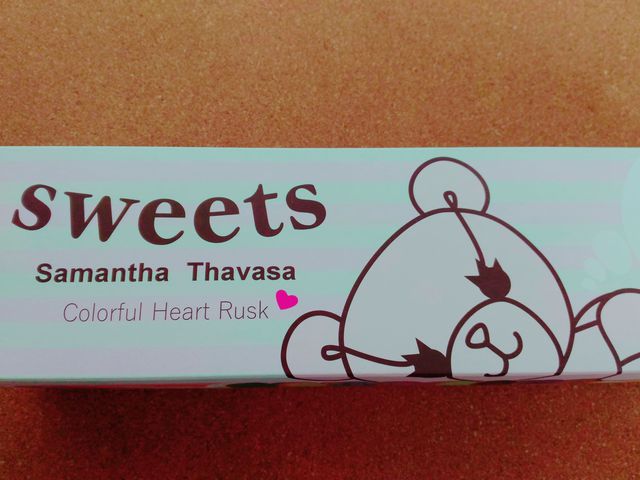 sweets
Samantha Thavasa
Colorful Heart Rusk